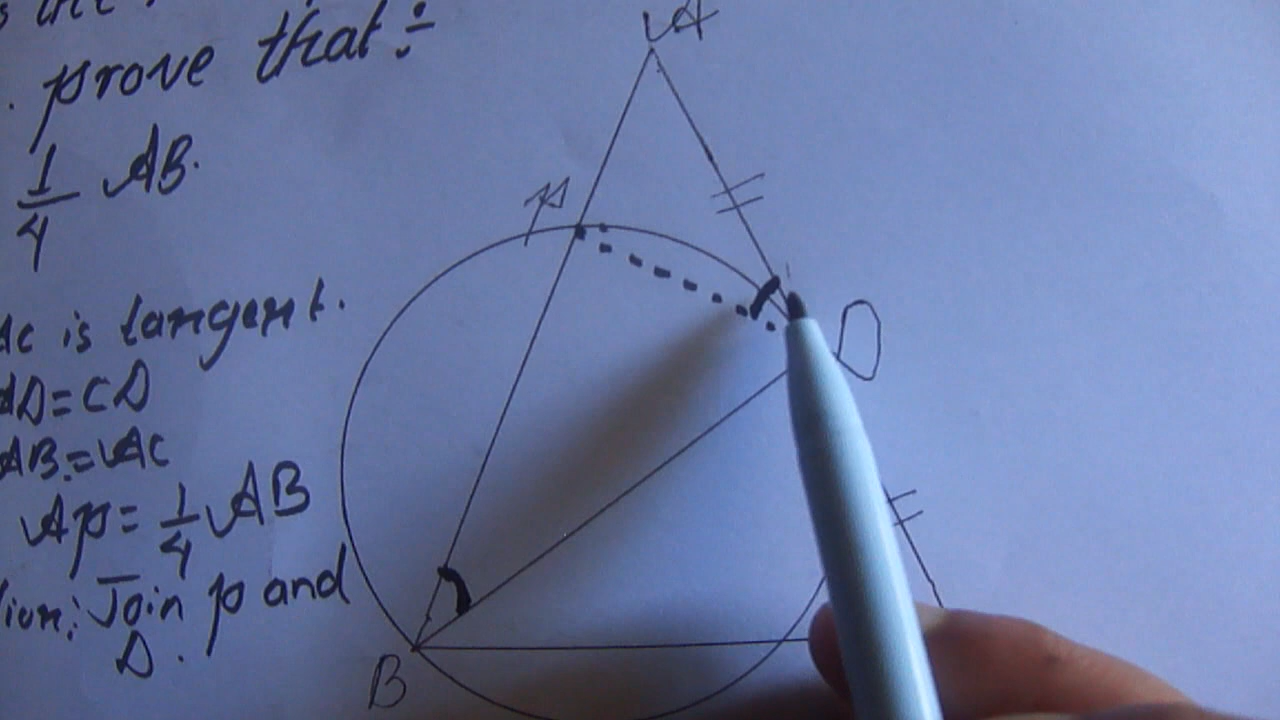 prove that ÷
1/4 AB.
AC is tangent.
AD = CD
AB = AC
Ap = 1/4 AB
Join p and
D.
A
p
D
B